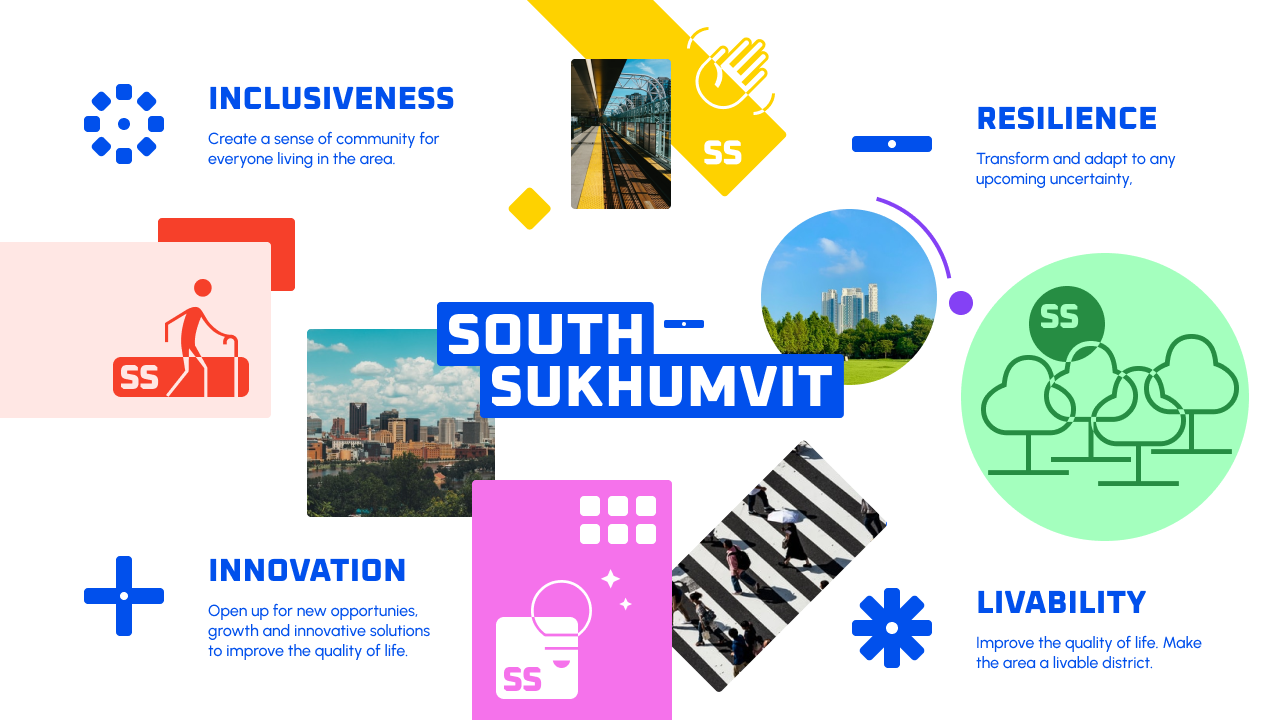 INCLUSIVENESS
Create a sense of community for
everyone living in the area.
SS
RESILIENCE
Transform and adapt to any
upcoming uncertainty,
SS
SS
SOUTH
SUKHUMVIT
INNOVATION
Open up for new opportunies,
growth and innovative solutions
to improve the quality of life.
SS
LIVABILITY
Improve the quality of life. Make
the area a livable district.